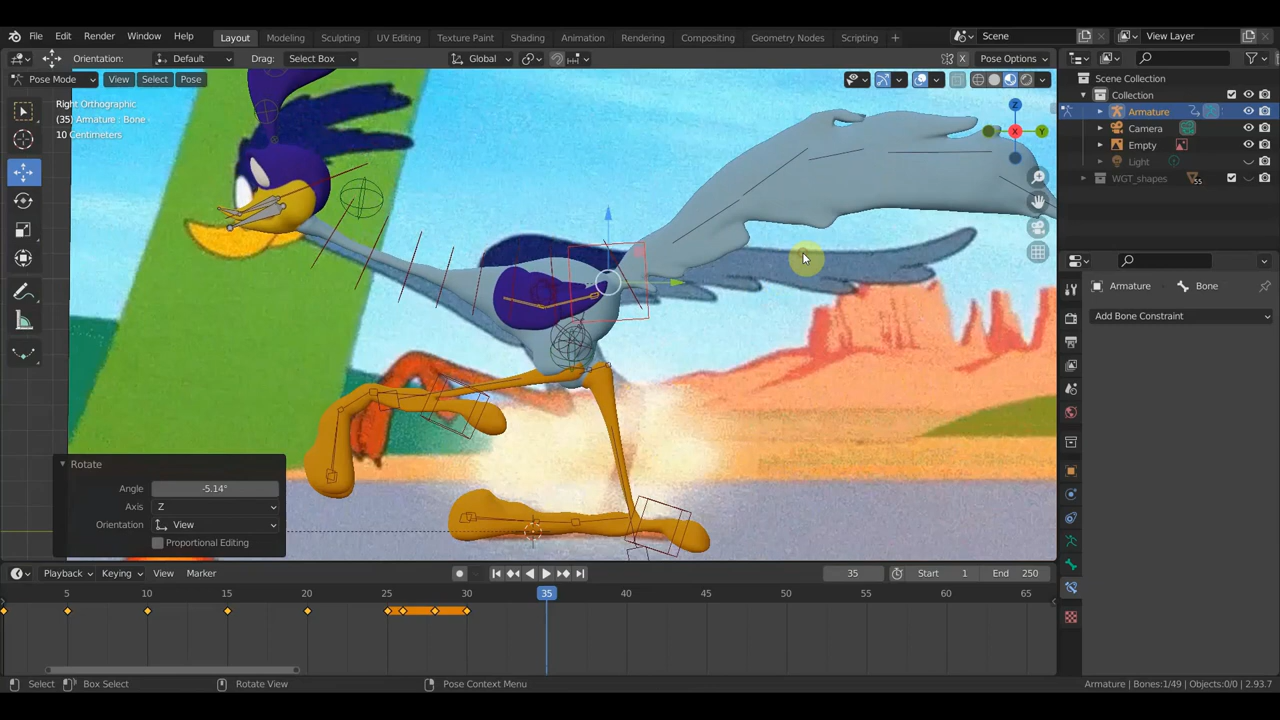 File Edit Render Window Help Layout Modeling Sculpting UV Editing Texture Paint Shading Animation Rendering Compositing Geometry Nodes Scripting + Scene View Layer
Orientation: Default Drag: Select Box Global X Pose Options
Pose Mode View Select Pose
Right Orthographic
(35) Armature : Bone
10 Centimeters
Z
X
Y
Scene Collection
Collection
Armature
Camera
Empty
Light
WGT_shapes 55
Armature Bone
Add Bone Constraint
Rotate
Angle -5.14°
Axis Z
Orientation View
Proportional Editing
Playback Keying View Marker 35 Start 1 End 250
5 10 15 20 25 30 35 40 45 50 55 60 65
Select Box Select Rotate View Pose Context Menu Armature | Bones:1/49 | Objects:0/0 | 2.93.7